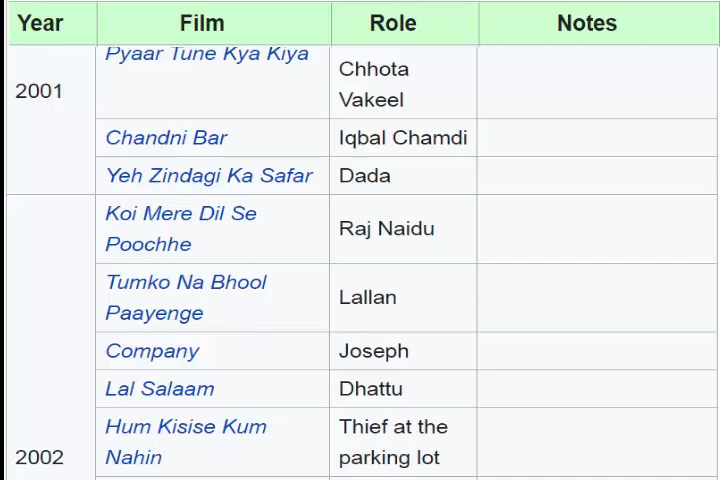 Year Film Role Notes
2001 Pyaar Tune Kya Kiya Chhota
Vakeel
Chandni Bar Iqbal Chamdi
Yeh Zindagi Ka Safar Dada
Koi Mere Dil Se
Poochhe Raj Naidu
Tumko Na Bhool
Paayenge Lallan
Company Joseph
Lal Salaam Dhattu
2002 Hum Kisise Kum Thief at the
Nahin parking lot